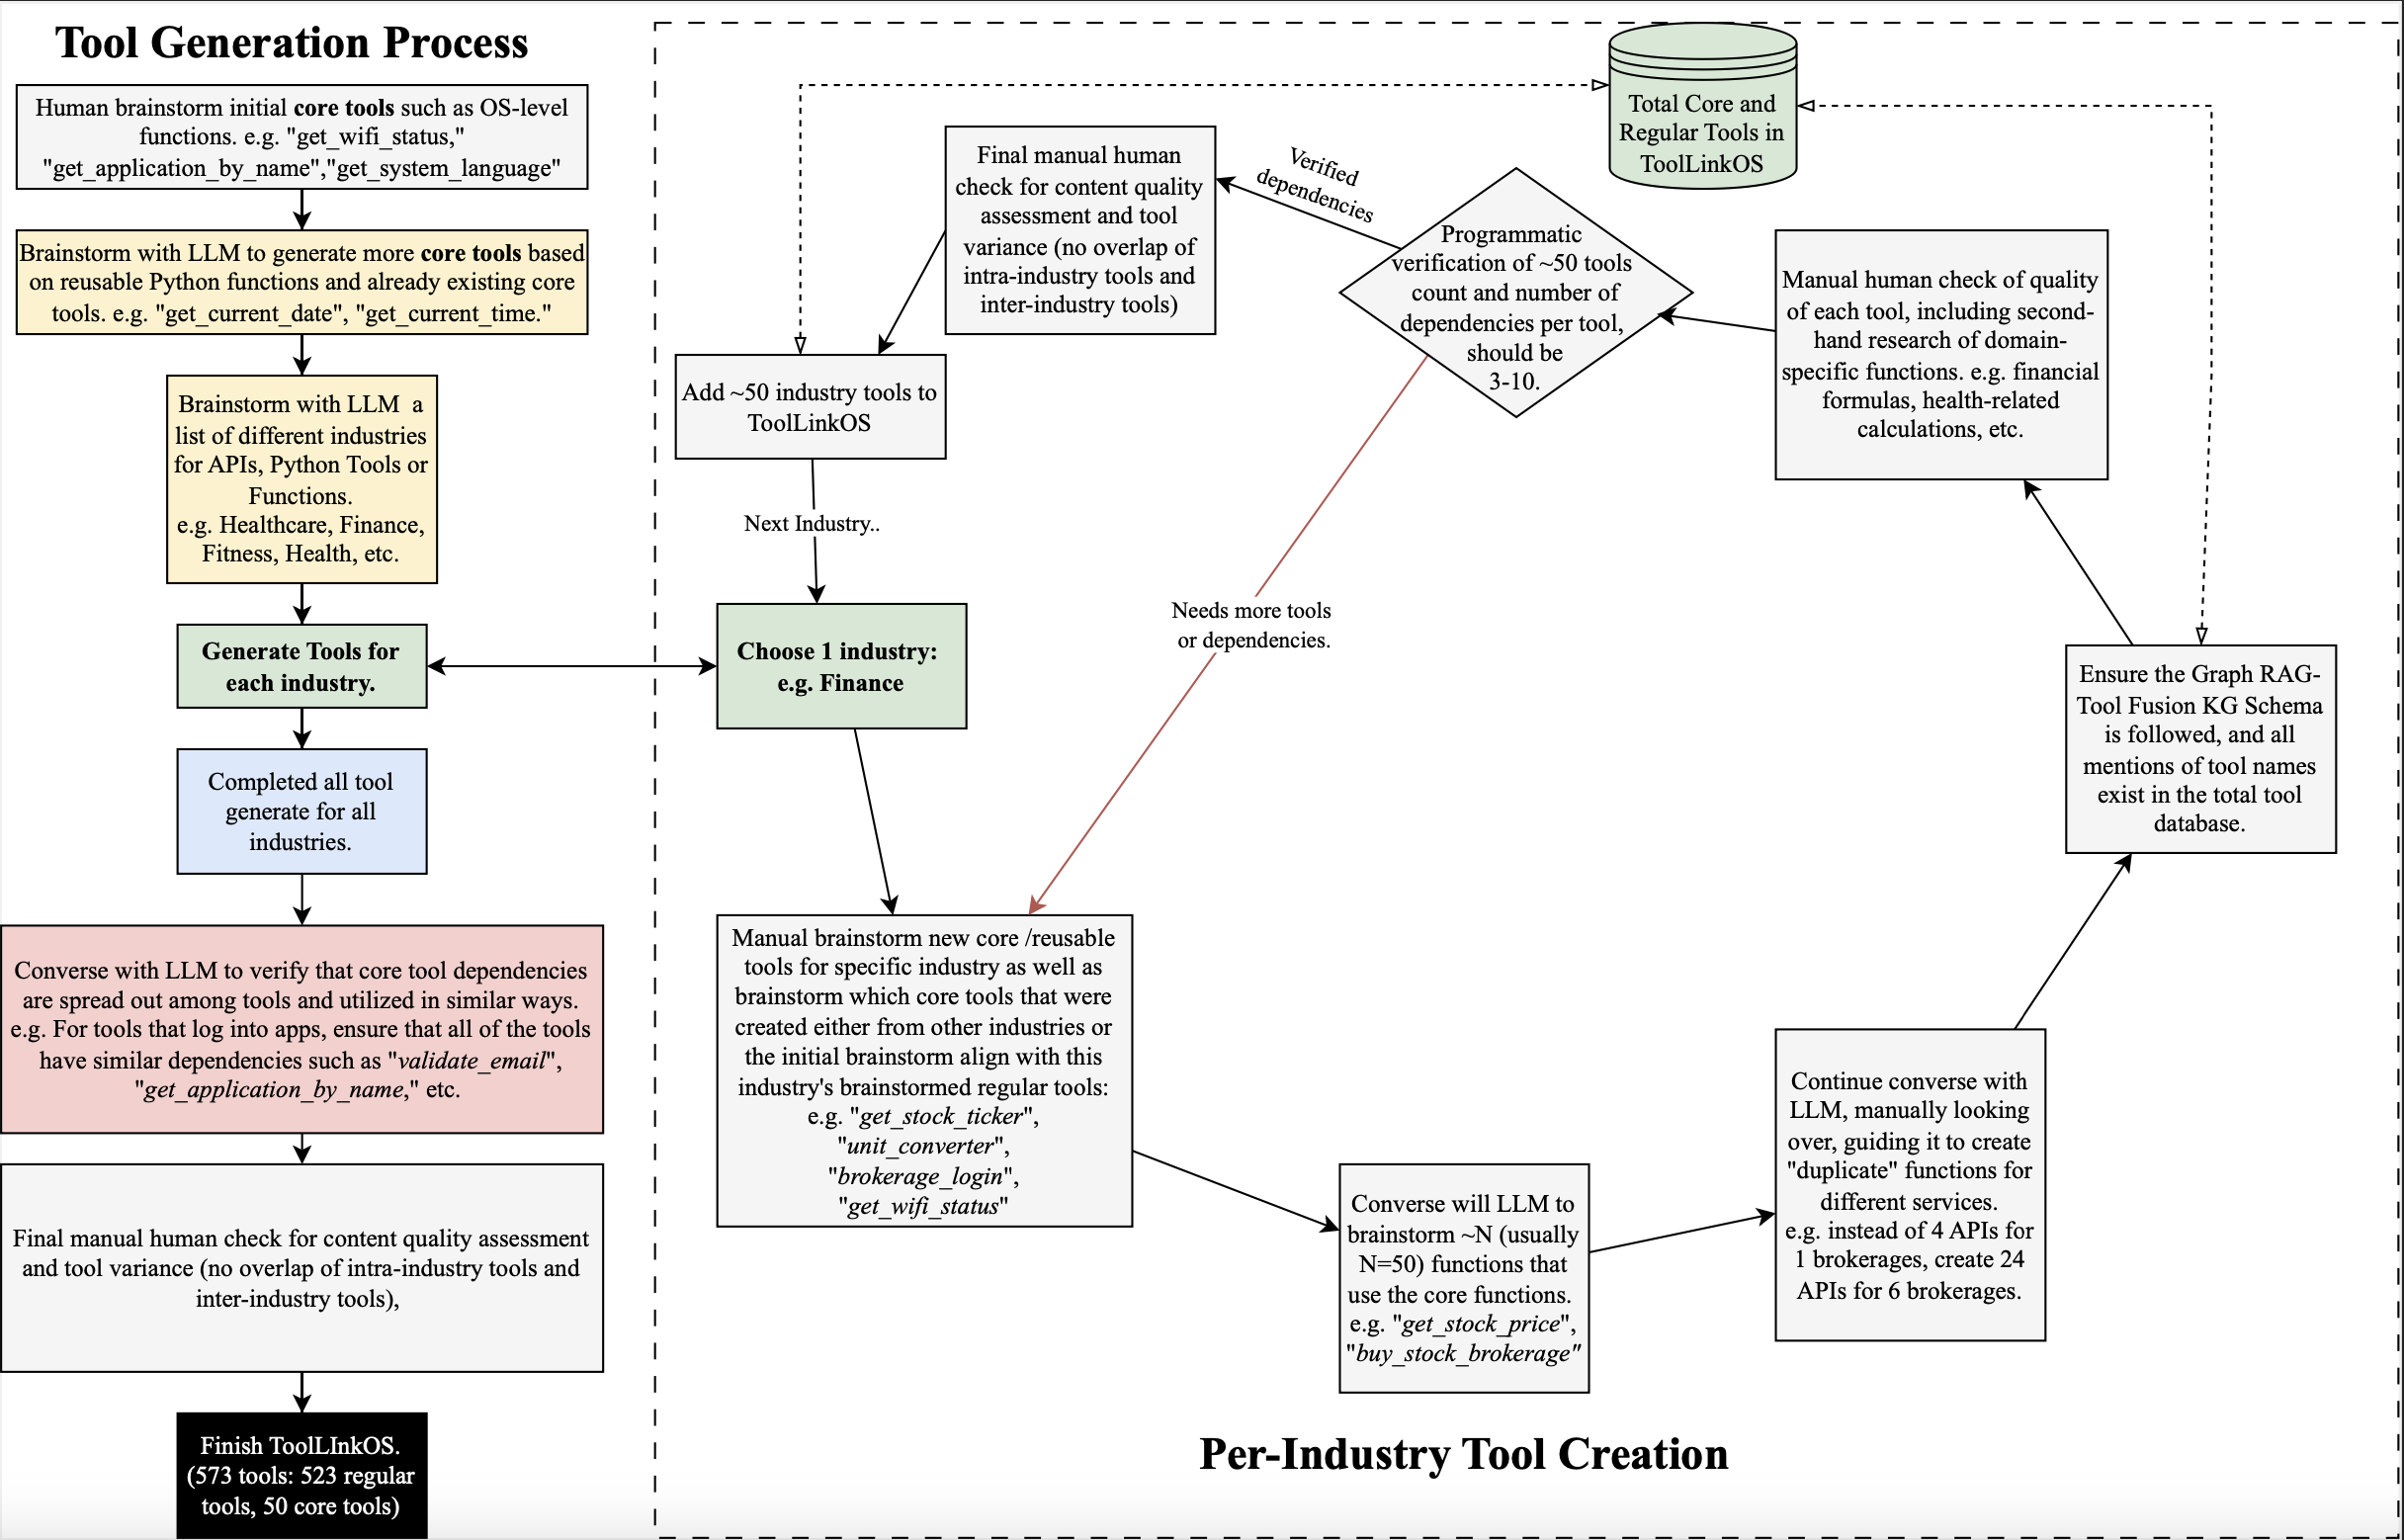 Tool Generation Process
Human brainstorm initial core tools such as OS-level
functions. e.g. "get_wifi_status,"
"get_application_by_name","get_system_language"
Brainstorm with LLM to generate more core tools based
on reusable Python functions and already existing core
tools. e.g. "get_current_date", "get_current_time."
Brainstorm with LLM  a
list of different industries
for APIs, Python Tools or
Functions.
e.g. Healthcare, Finance,
Fitness, Health, etc.
Generate Tools for
each industry.
Completed all tool
generate for all
industries.
Converse with LLM to verify that core tool dependencies
are spread out among tools and utilized in similar ways.
e.g. For tools that log into apps, ensure that all of the tools
have similar dependencies such as "validate_email",
"get_application_by_name," etc.
Final manual human check for content quality assessment
and tool variance (no overlap of intra-industry tools and
inter-industry tools),
Finish ToolLInkOS.
(573 tools: 523 regular
tools, 50 core tools)
Total Core and
Regular Tools in
ToolLinkOS
Final manual human
check for content quality
assessment and tool
variance (no overlap of
intra-industry tools and
inter-industry tools)
Verified
dependencies
Programmatic
verification of ~50 tools
count and number of
dependencies per tool,
should be
3-10.
Manual human check of quality
of each tool, including second-
hand research of domain-
specific functions. e.g. financial
formulas, health-related
calculations, etc.
Add ~50 industry tools to
ToolLinkOS
Next Industry..
Needs more tools
or dependencies.
Choose 1 industry:
e.g. Finance
Ensure the Graph RAG-
Tool Fusion KG Schema
is followed, and all
mentions of tool names
exist in the total tool
database.
Manual brainstorm new core /reusable
tools for specific industry as well as
brainstorm which core tools that were
created either from other industries or
the initial brainstorm align with this
industry's brainstormed regular tools:
e.g. "get_stock_ticker",
"unit_converter",
"brokerage_login",
"get_wifi_status"
Converse will LLM to
brainstorm ~N (usually
N=50) functions that
use the core functions.
e.g. "get_stock_price",
"buy_stock_brokerage"
Continue converse with
LLM, manually looking
over, guiding it to create
"duplicate" functions for
different services.
e.g. instead of 4 APIs for
1 brokerages, create 24
APIs for 6 brokerages.
Per-Industry Tool Creation